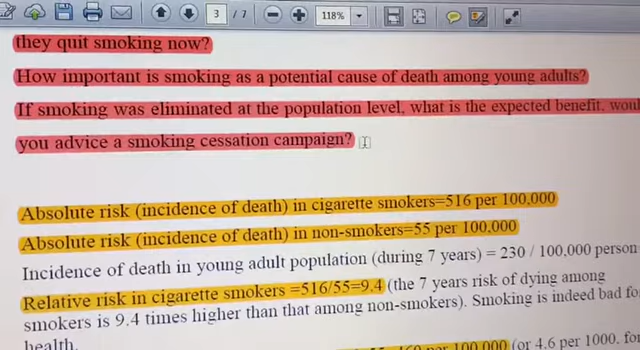 3 / 7
118%
they quit smoking now?
How important is smoking as a potential cause of death among young adults?
If smoking was eliminated at the population level, what is the expected benefit, wou
you advice a smoking cessation campaign?
Absolute risk (incidence of death) in cigarette smokers=516 per 100,000
Absolute risk (incidence of death) in non-smokers=55 per 100,000
Incidence of death in young adult population (during 7 years) = 230 / 100,000 person
Relative risk in cigarette smokers =516/55=9.4 (the 7 years risk of dying among
smokers is 9.4 times higher than that among non-smokers). Smoking is indeed bad fo
health.
per 100,000 (or 4.6 per 1000, for